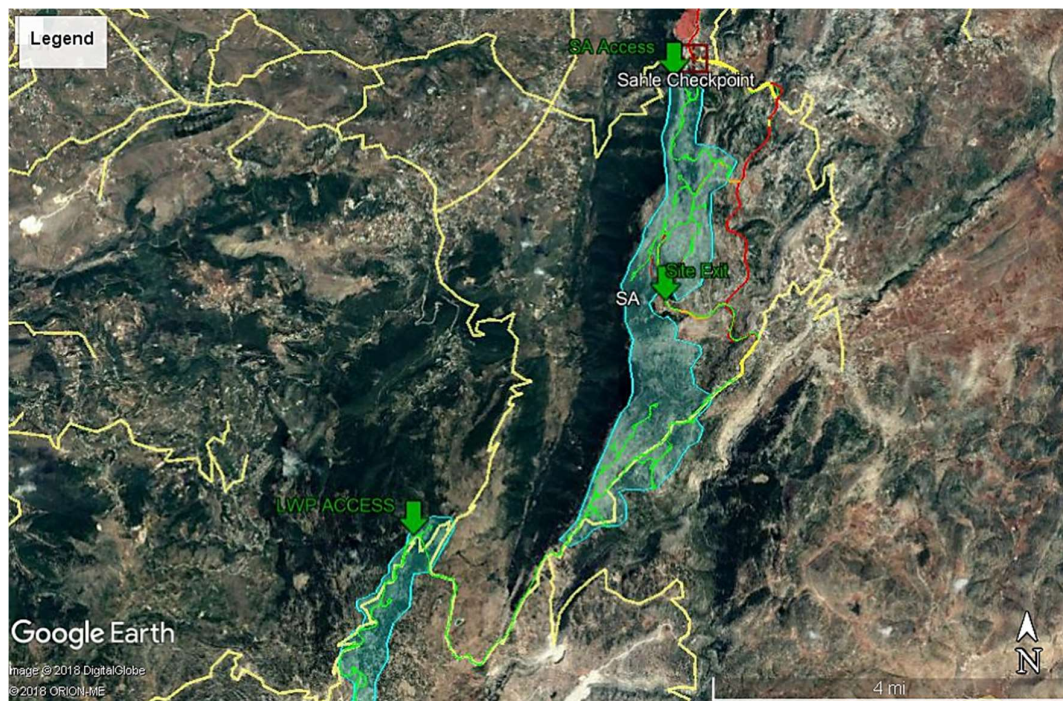 Legend
SA Access
Sahle Checkpoint
Site Exit
SA
LWP ACCESS
Google Earth
Image © 2018 DigitalGlobe
© 2018 ORION-ME
N
4 mi